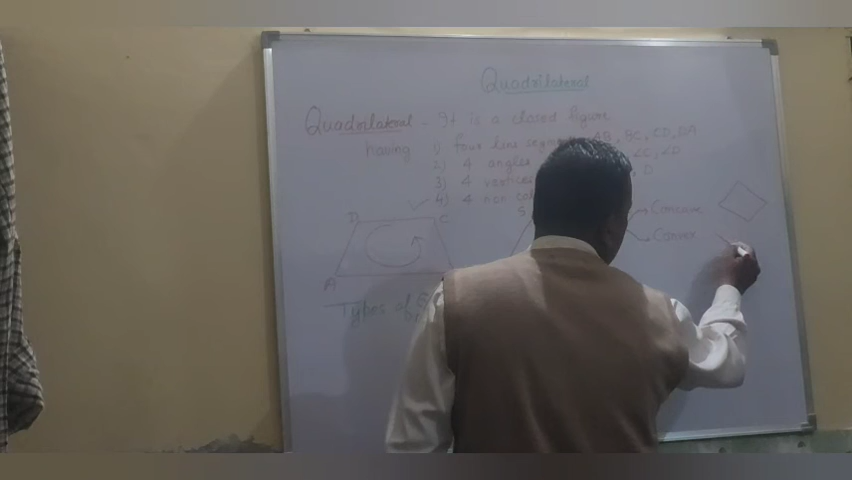 Quadrilateral
Quadrilateral - It is a closed figure
having 1) four line segments AB, BC, CD, DA
2) 4 angles ∠C, ∠D
3) 4 vertices D
4) 4 non
D C S
Concave
Convex
A
Types of